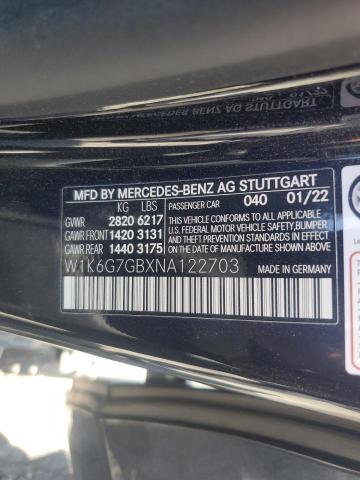 MFD BY MERCEDES-BENZ AG STUTTGART
KG LBS PASSENGER CAR 040 01/22
GVWR 2820 6217 THIS VEHICLE CONFORMS TO ALL APPLICABLE
GAWR FRONT 1420 3131 U.S. FEDERAL MOTOR VEHICLE SAFETY, BUMPER,
GAWR REAR 1440 3175 AND THEFT PREVENTION STANDARDS IN EFFECT
ON THE DATE OF MANUFACTURE SHOWN ABOVE.
W1K6G7GBXNA122703 MADE IN GERMANY